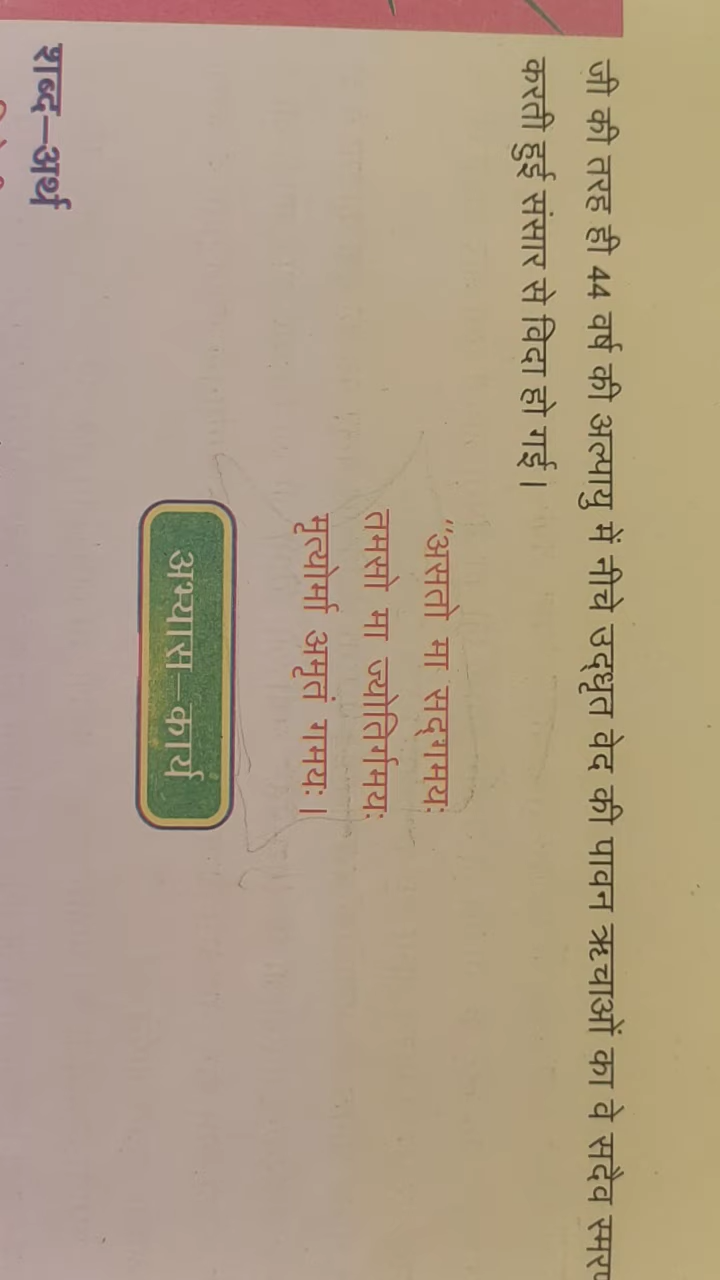 जी की तरह ही 44 वर्ष की अल्पायु में नीचे उद्धृत वेद की पावन ऋचाओं का वे सदैव
करती हुई संसार से विदा हो गई।
"असतो मा सद्गमयः
तमसो मा ज्योतिर्गमयः
मृत्योर्मा अमृतं गमयः।
अभ्यास–कार्य
शब्द–अर्थ